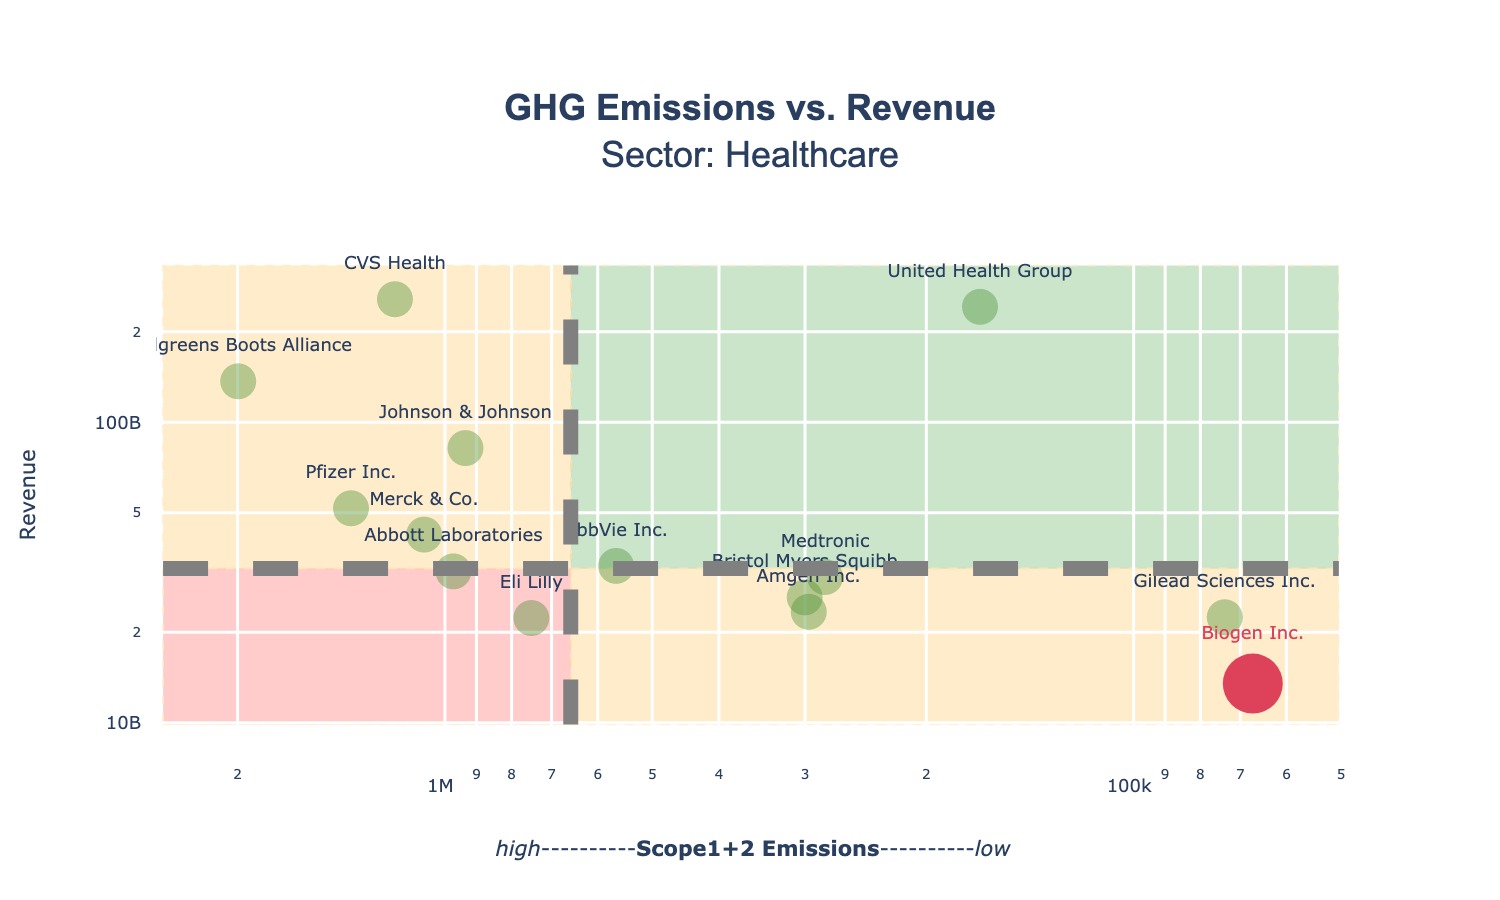 GHG Emissions vs. Revenue
Sector: Healthcare
CVS Health
United Health Group
2
lgreens Boots Alliance
Johnson & Johnson
100B
Pfizer Inc.
Merck & Co.
5
Abbott Laboratories
bbVie Inc.
Medtronic
Bristol Myers Squibb
Amgen Inc.
Eli Lilly
Gilead Sciences Inc.
2
Biogen Inc.
10B
Revenue
2 1M 9 8 7 6 5 4 3 2 100k 9 8 7 6 5
high----------Scope1+2 Emissions----------low